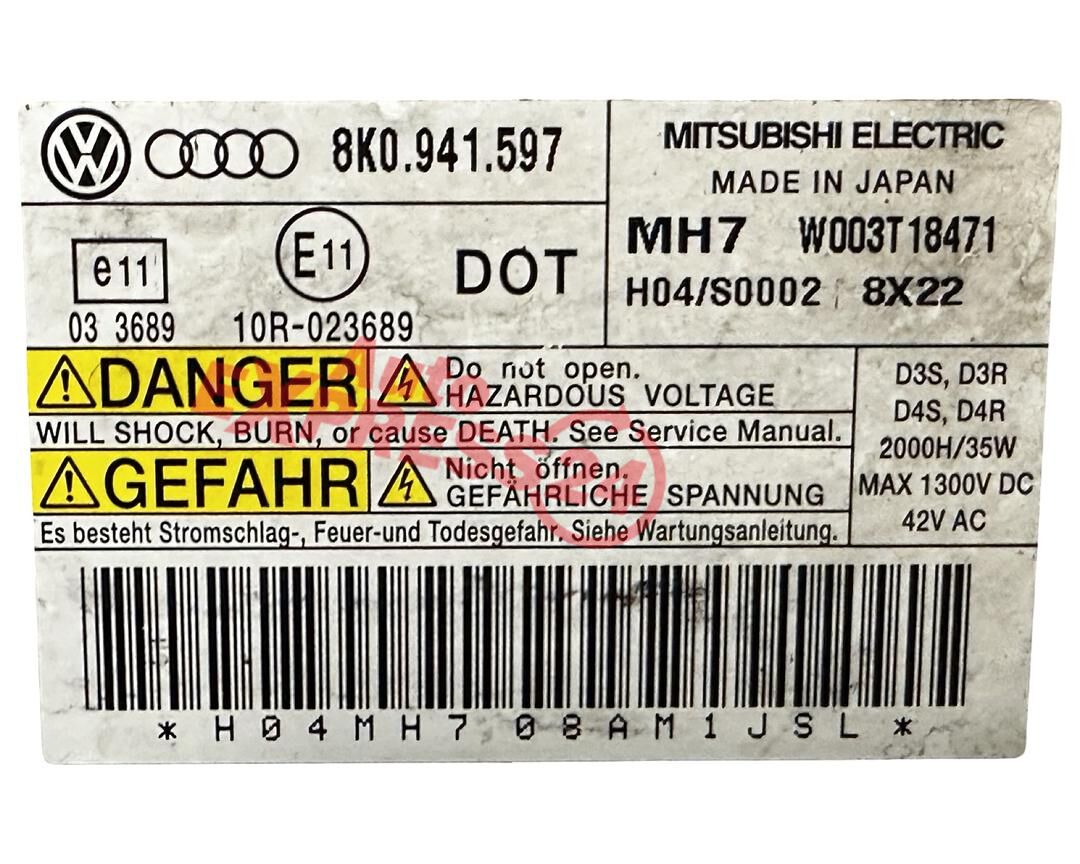 8K0.941.597
MITSUBISHI ELECTRIC
MADE IN JAPAN
MH7 W003T18471
H04/S0002 8X22
e11
E11
DOT
03 3689
10R-023689
DANGER
Do not open.
HAZARDOUS VOLTAGE
WILL SHOCK, BURN, or cause DEATH. See Service Manual.
GEFAHR
Nicht öffnen.
GEFÄHRLICHE SPANNUNG
Es besteht Stromschlag-, Feuer-und Todesgefahr. Siehe Wartungsanleitung.
D3S, D3R
D4S, D4R
2000H/35W
MAX 1300V DC
42V AC
*H04MH708AM1JSL*
Auto